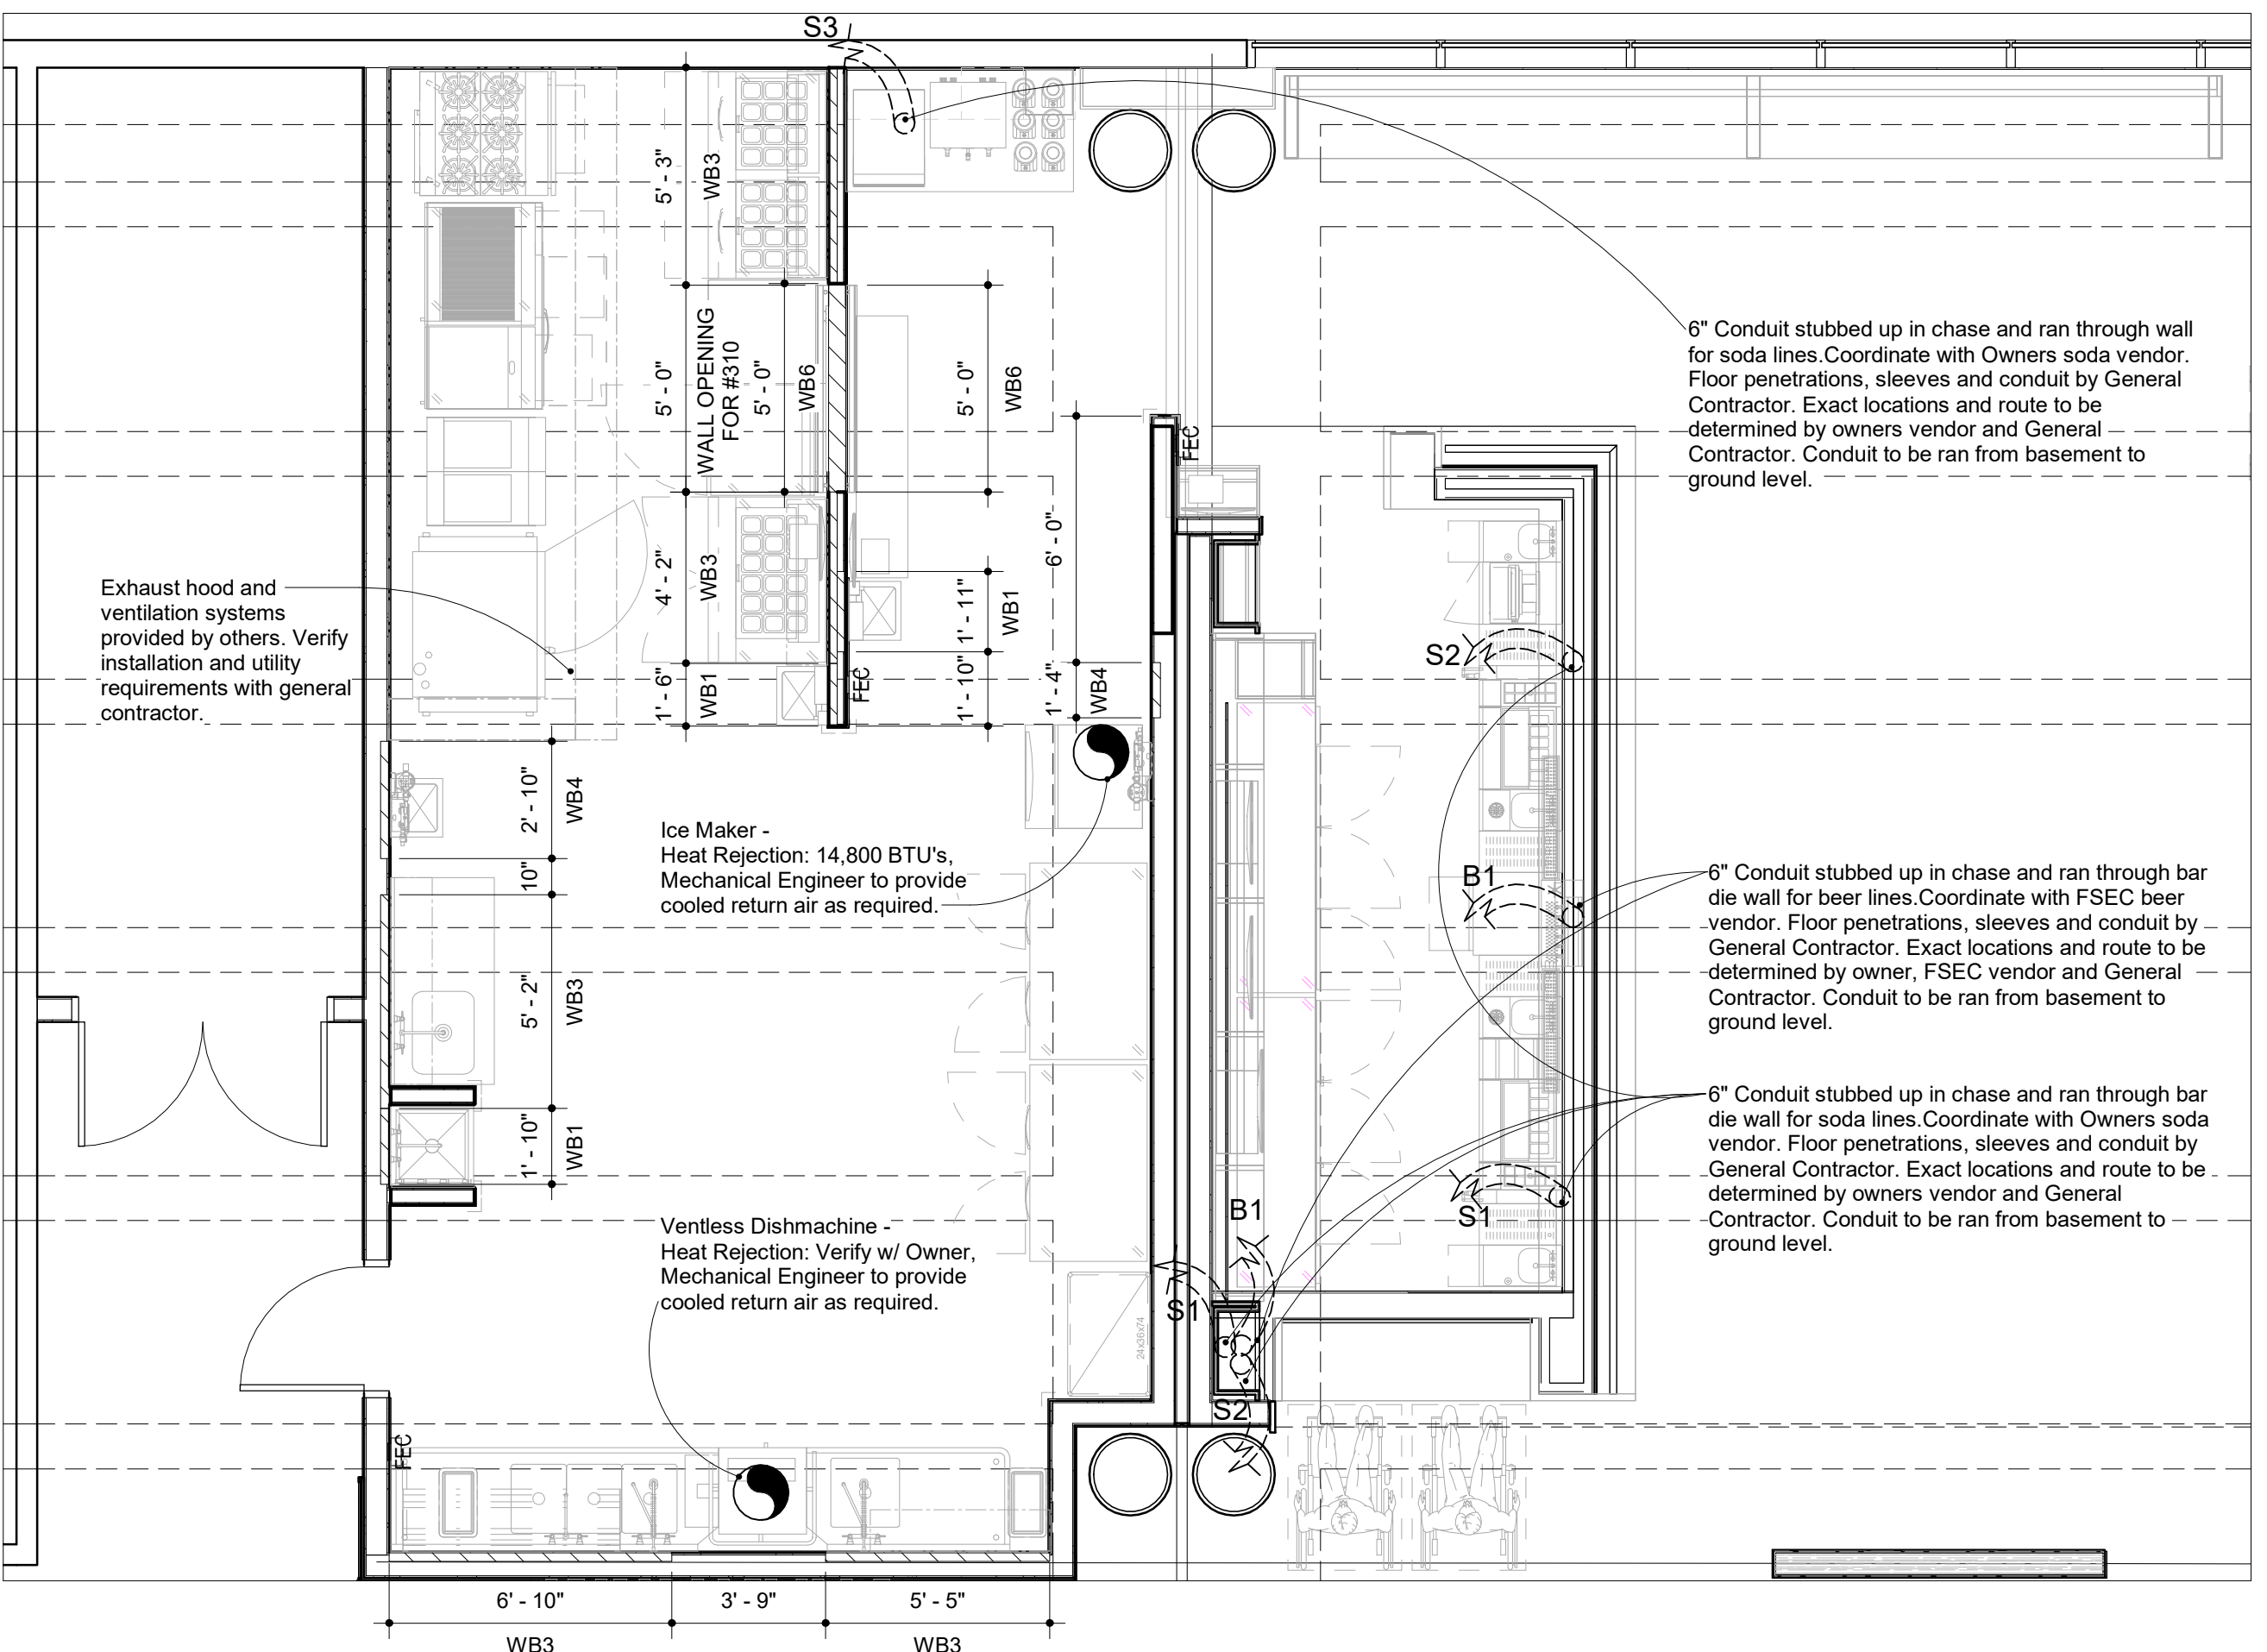 S3
5' - 3"
WB3
5' - 0"
WALL OPENING
FOR #310
5' - 0"
WB6
5' - 0"
WB6
6" Conduit stubbed up in chase and ran through wall
for soda lines.Coordinate with Owners soda vendor.
Floor penetrations, sleeves and conduit by General
Contractor. Exact locations and route to be
determined by owners vendor and General
Contractor. Conduit to be ran from basement to
ground level.
FEC
6' - 0"
4' - 2"
WB3
1' - 11"
WB1
Exhaust hood and
ventilation systems
provided by others. Verify
installation and utility
requirements with general
contractor.
S2
1' - 6"
WB1
FEC
1' - 10"
1' - 4"
WB4
2' - 10"
WB4
10"
Ice Maker -
Heat Rejection: 14,800 BTU's,
Mechanical Engineer to provide
cooled return air as required.
B1
6" Conduit stubbed up in chase and ran through bar
die wall for beer lines.Coordinate with FSEC beer
vendor. Floor penetrations, sleeves and conduit by
General Contractor. Exact locations and route to be
determined by owner, FSEC vendor and General
Contractor. Conduit to be ran from basement to
ground level.
5' - 2"
WB3
1' - 10"
WB1
6" Conduit stubbed up in chase and ran through bar
die wall for soda lines.Coordinate with Owners soda
vendor. Floor penetrations, sleeves and conduit by
General Contractor. Exact locations and route to be
determined by owners vendor and General
Contractor. Conduit to be ran from basement to
ground level.
S1
B1
Ventless Dishmachine -
Heat Rejection: Verify w/ Owner,
Mechanical Engineer to provide
cooled return air as required.
S1
24x36x74
S2
FEC
6' - 10"
3' - 9"
5' - 5"
WB3
WB3